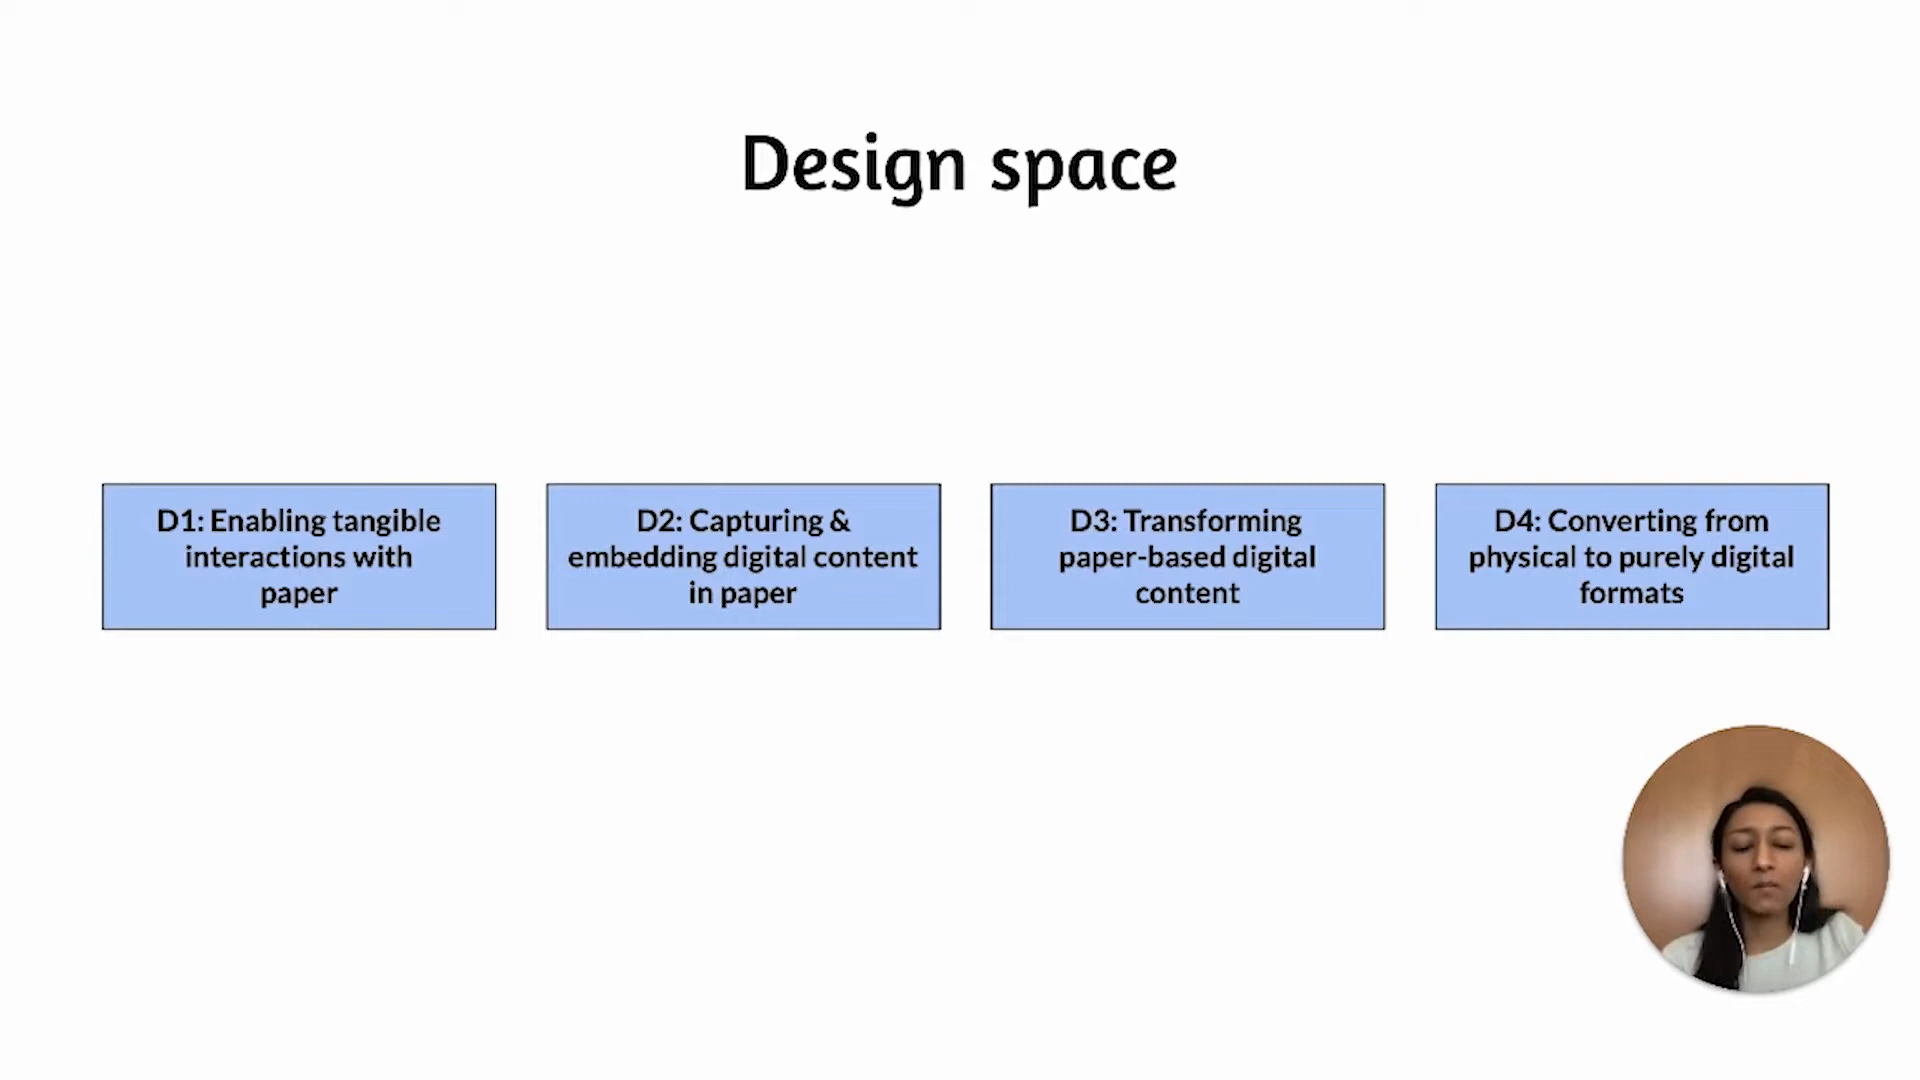 Design space
D1: Enabling tangible
interactions with
paper
D2: Capturing &
embedding digital content
in paper
D3: Transforming
paper-based digital
content
D4: Converting from
physical to purely digital
formats